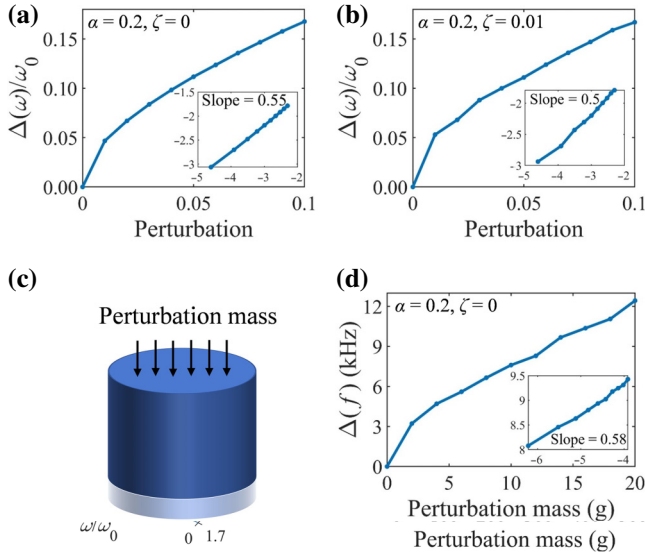 (a)
α = 0.2, ζ = 0
Δ(ω)/ω₀
0.15
0.10
0.05
0.00
0
0.05
0.1
Perturbation
Slope = 0.55
-1.5
-2
-2.5
-3
-5
-4
-3
-2
(b)
α = 0.2, ζ = 0.01
Δ(ω)/ω₀
0.15
0.10
0.05
0.00
0
0.05
0.1
Perturbation
Slope = 0.5
-2
-2.5
-3
-5
-4
-3
-2
(c)
Perturbation mass
ω/ω₀
0
1.7
(d)
α = 0.2, ζ = 0
Δ(f) (kHz)
12
9
6
3
0
0
5
10
15
20
Perturbation mass (g)
9.5
9
8.5
8
Slope = 0.58
-6
-5
-4
Perturbation mass (g)